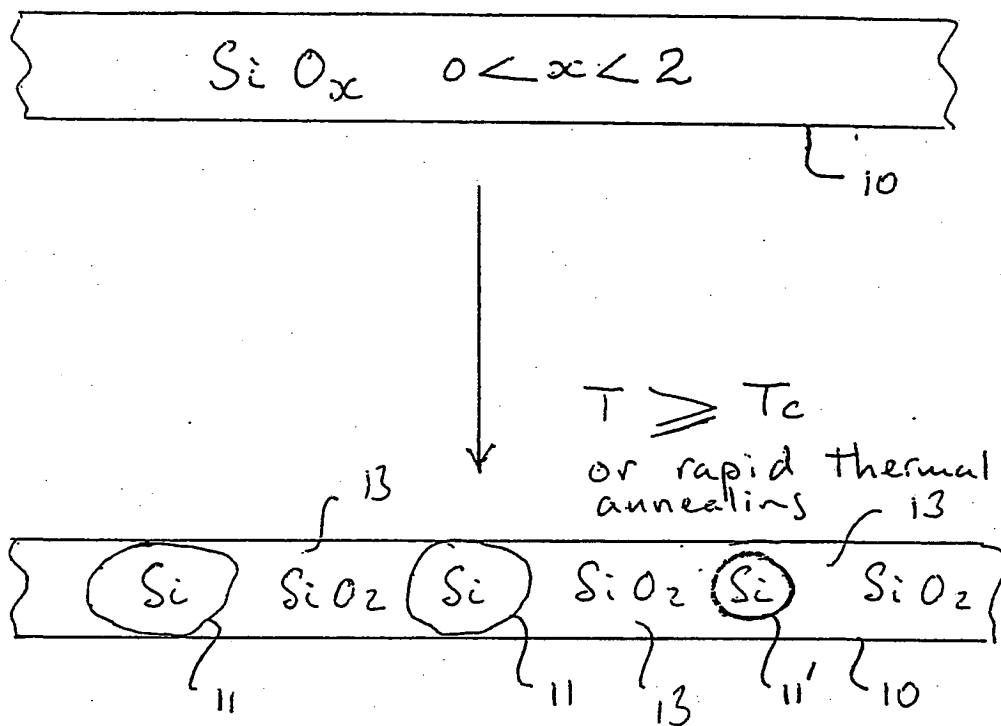 SiOx 0<x<2
10
T ≥ Tc
or rapid thermal
annealing
13 13
Si SiO2 Si SiO2 Si SiO2
11 11 13 11' 10